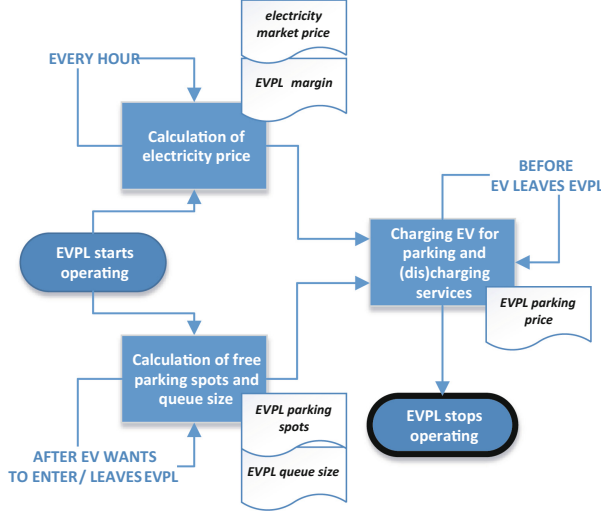 electricity
market price
EVERY HOUR
EVPL margin
Calculation of
electricity price
BEFORE
EV LEAVES EVPL
EVPL starts
operating
Charging EV for
parking and
(dis)charging
services
EVPL parking
price
Calculation of free
parking spots and
queue size
EVPL parking
spots
EVPL stops
operating
AFTER EV WANTS
TO ENTER/ LEAVES EVPL
EVPL queue size